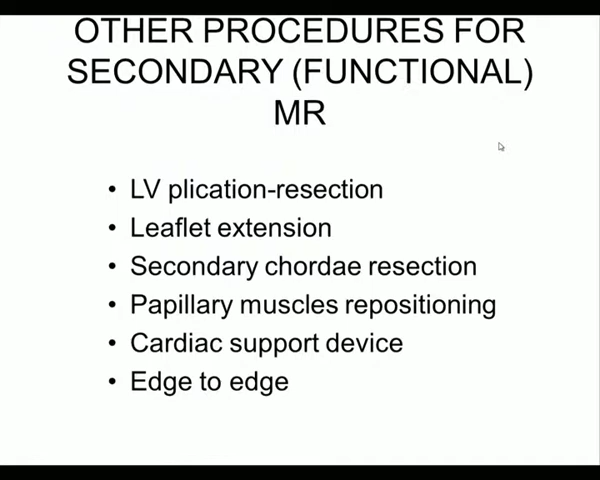 OTHER PROCEDURES FOR
SECONDARY (FUNCTIONAL)
MR
• LV plication-resection
• Leaflet extension
• Secondary chordae resection
• Papillary muscles repositioning
• Cardiac support device
• Edge to edge